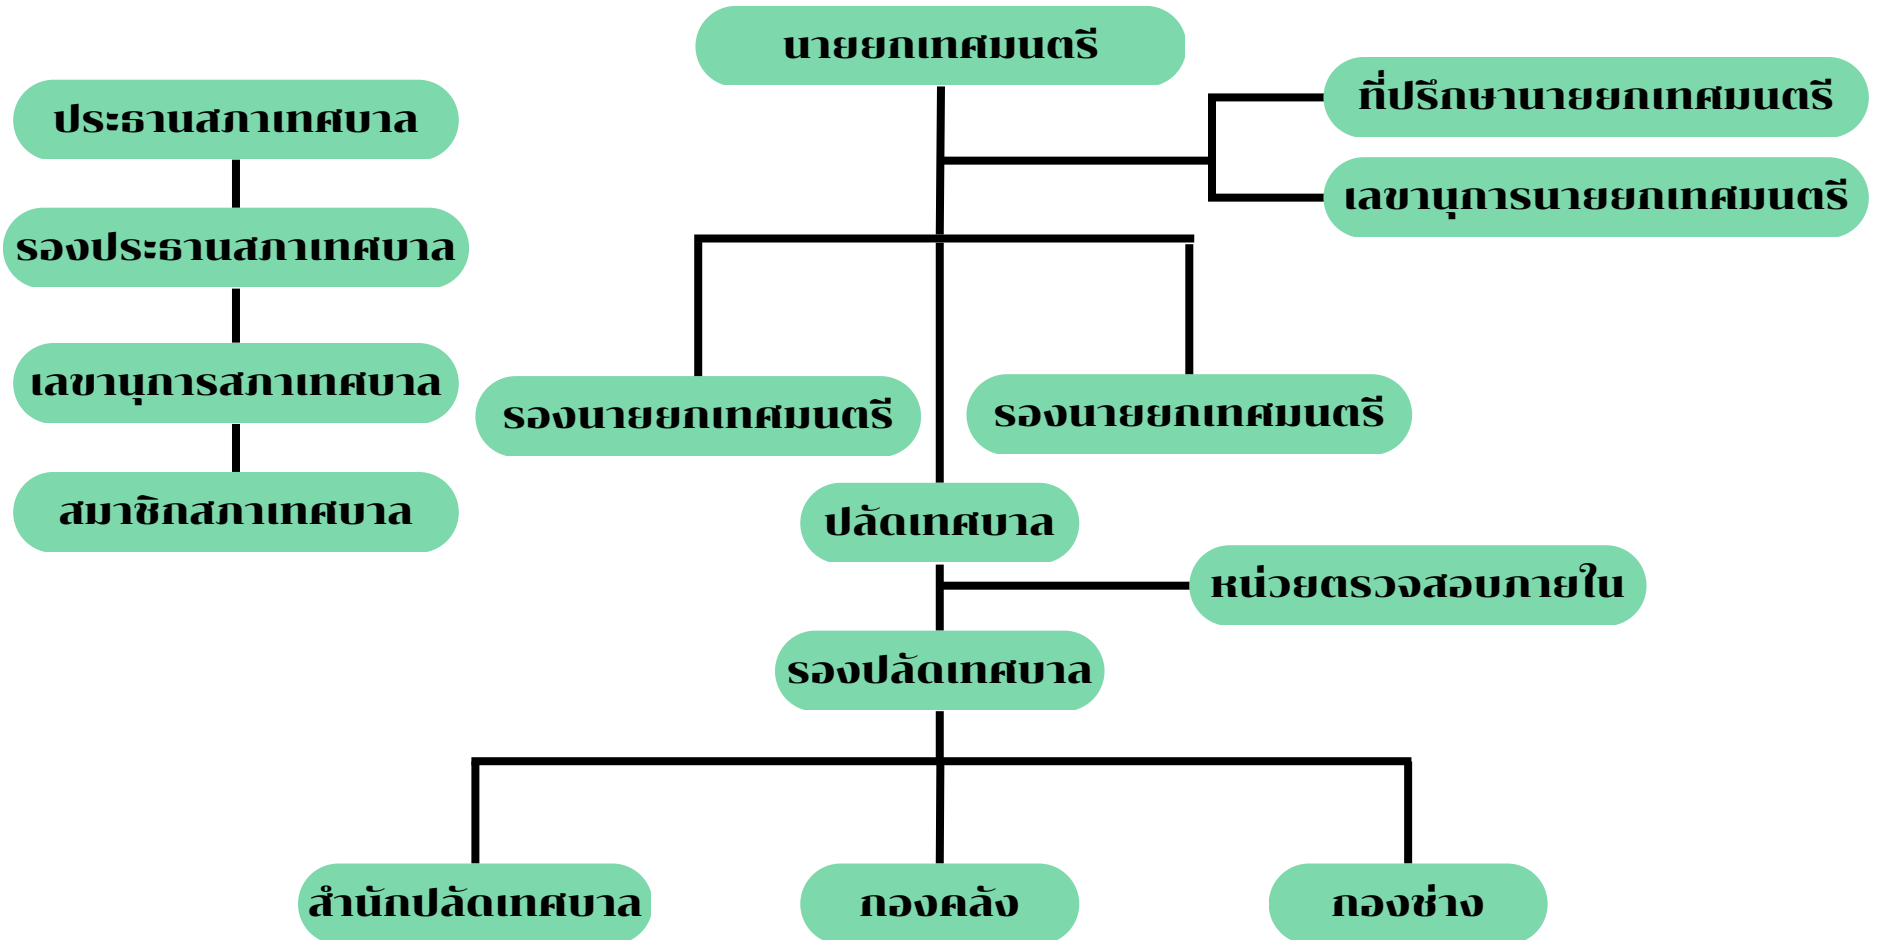 นายยกเทศมนตรี
ที่ปรึกษานายยกเทศมนตรี
เลขานุการนายยกเทศมนตรี
ประธานสภาเทศบาล
รองประธานสภาเทศบาล
เลขานุการสภาเทศบาล
สมาชิกสภาเทศบาล
รองนายยกเทศมนตรี
รองนายยกเทศมนตรี
ปลัดเทศบาล
หน่วยตรวจสอบภายใน
รองปลัดเทศบาล
สำนักปลัดเทศบาล
กองคลัง
กองช่าง